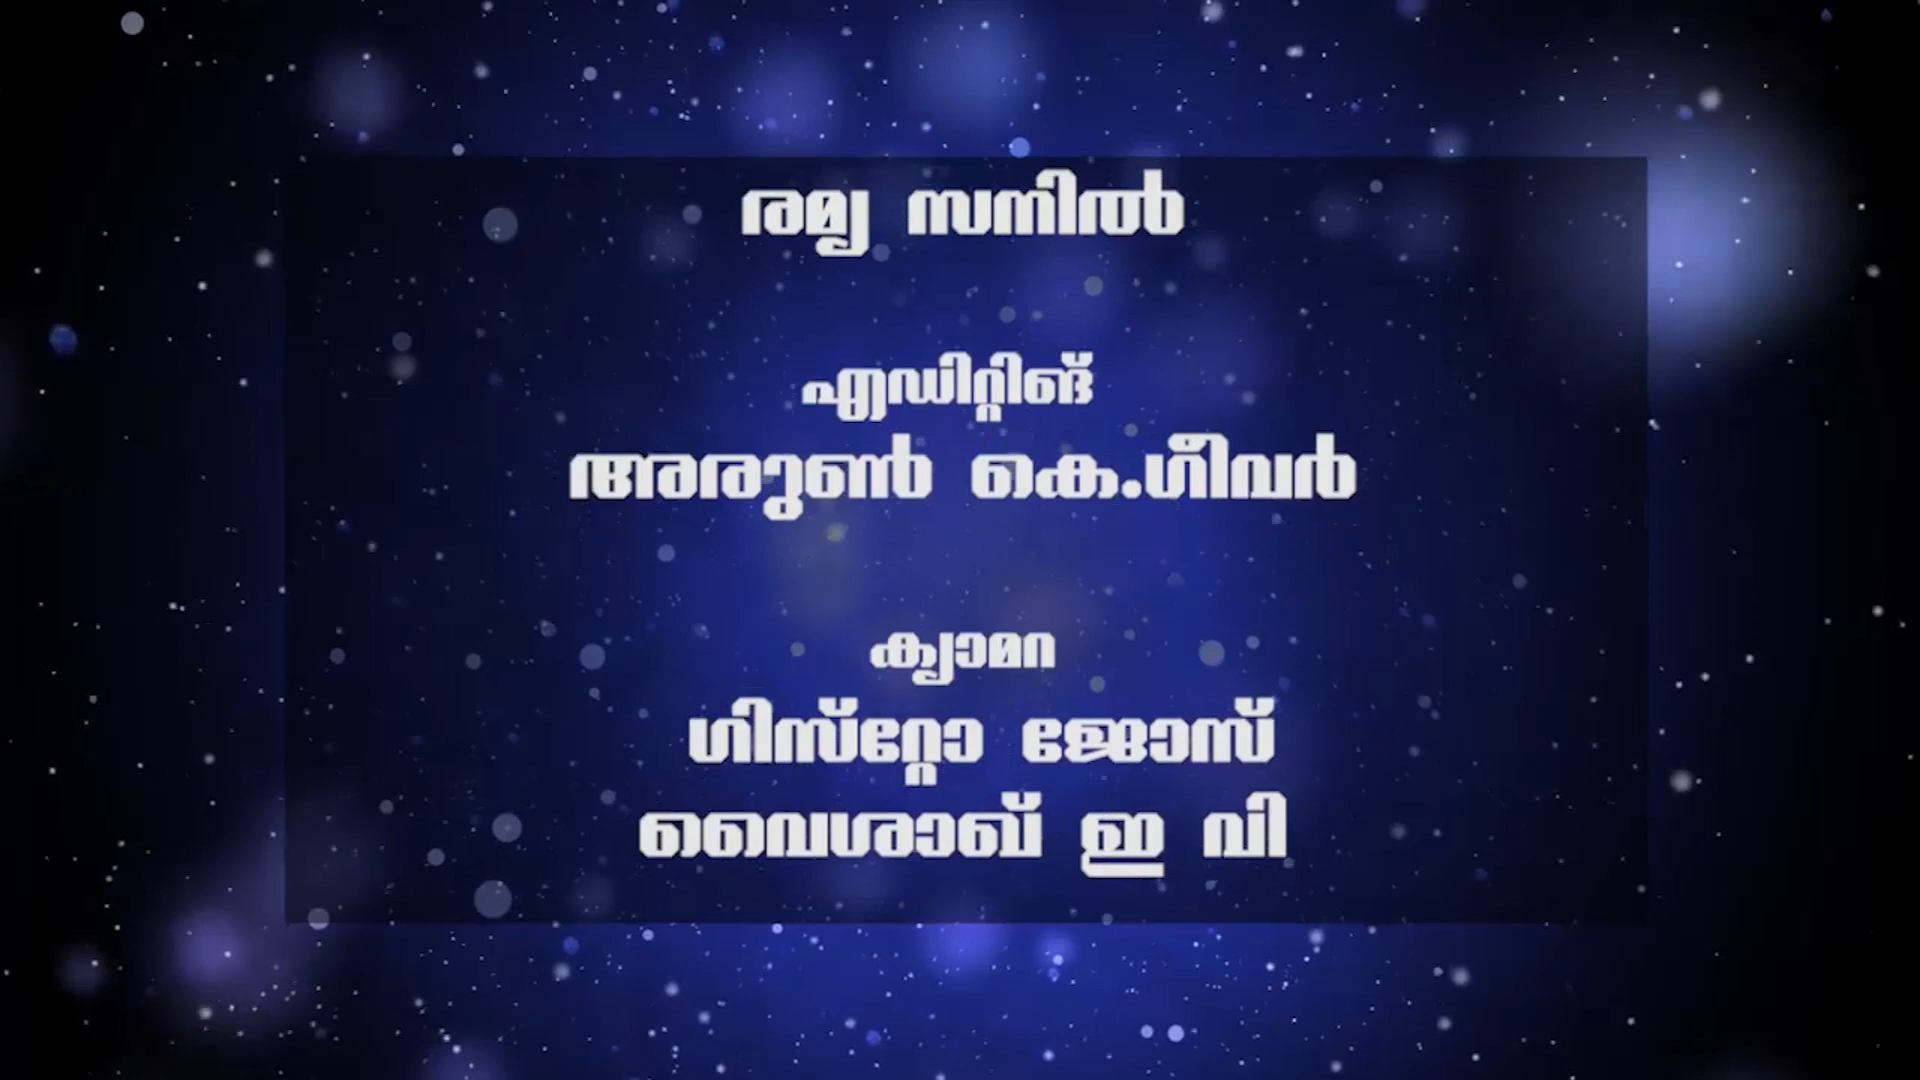 രമ്യ സനിൽ
എഡിറ്റിങ്
അരുൺ കെ.ഗീവർ
ക്യാമറ
ഗിസ്റ്റോ ജോസ്
വൈശാഖ് ഇ വി